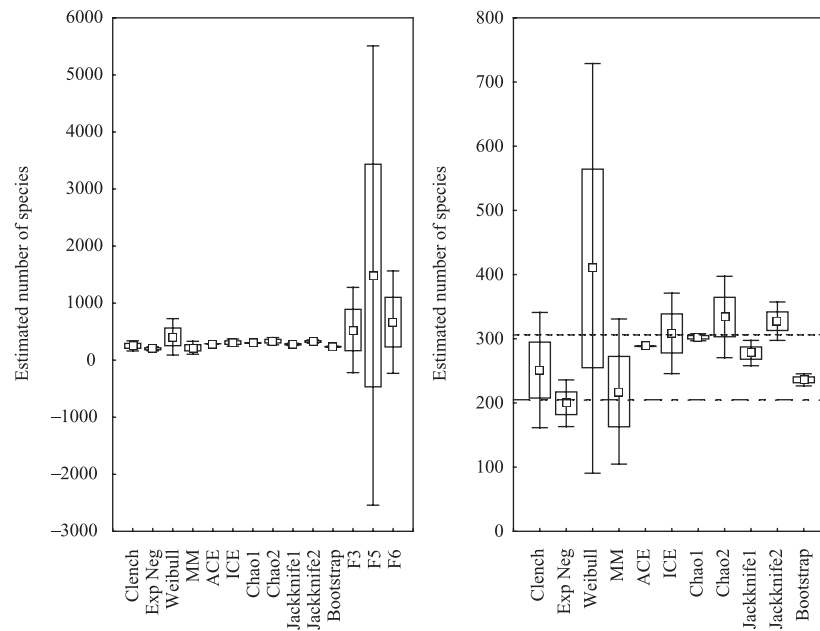 Estimated number of species
6000
5000
4000
3000
2000
1000
0
–1000
–2000
–3000
Clench
Exp Neg
Weibull
MM
ACE
ICE
Chao1
Chao2
Jackknife1
Jackknife2
Bootstrap
F3
F5
F6
Estimated number of species
800
700
600
500
400
300
200
100
0
Clench
Exp Neg
Weibull
MM
ACE
ICE
Chao1
Chao2
Jackknife1
Jackknife2
Bootstrap